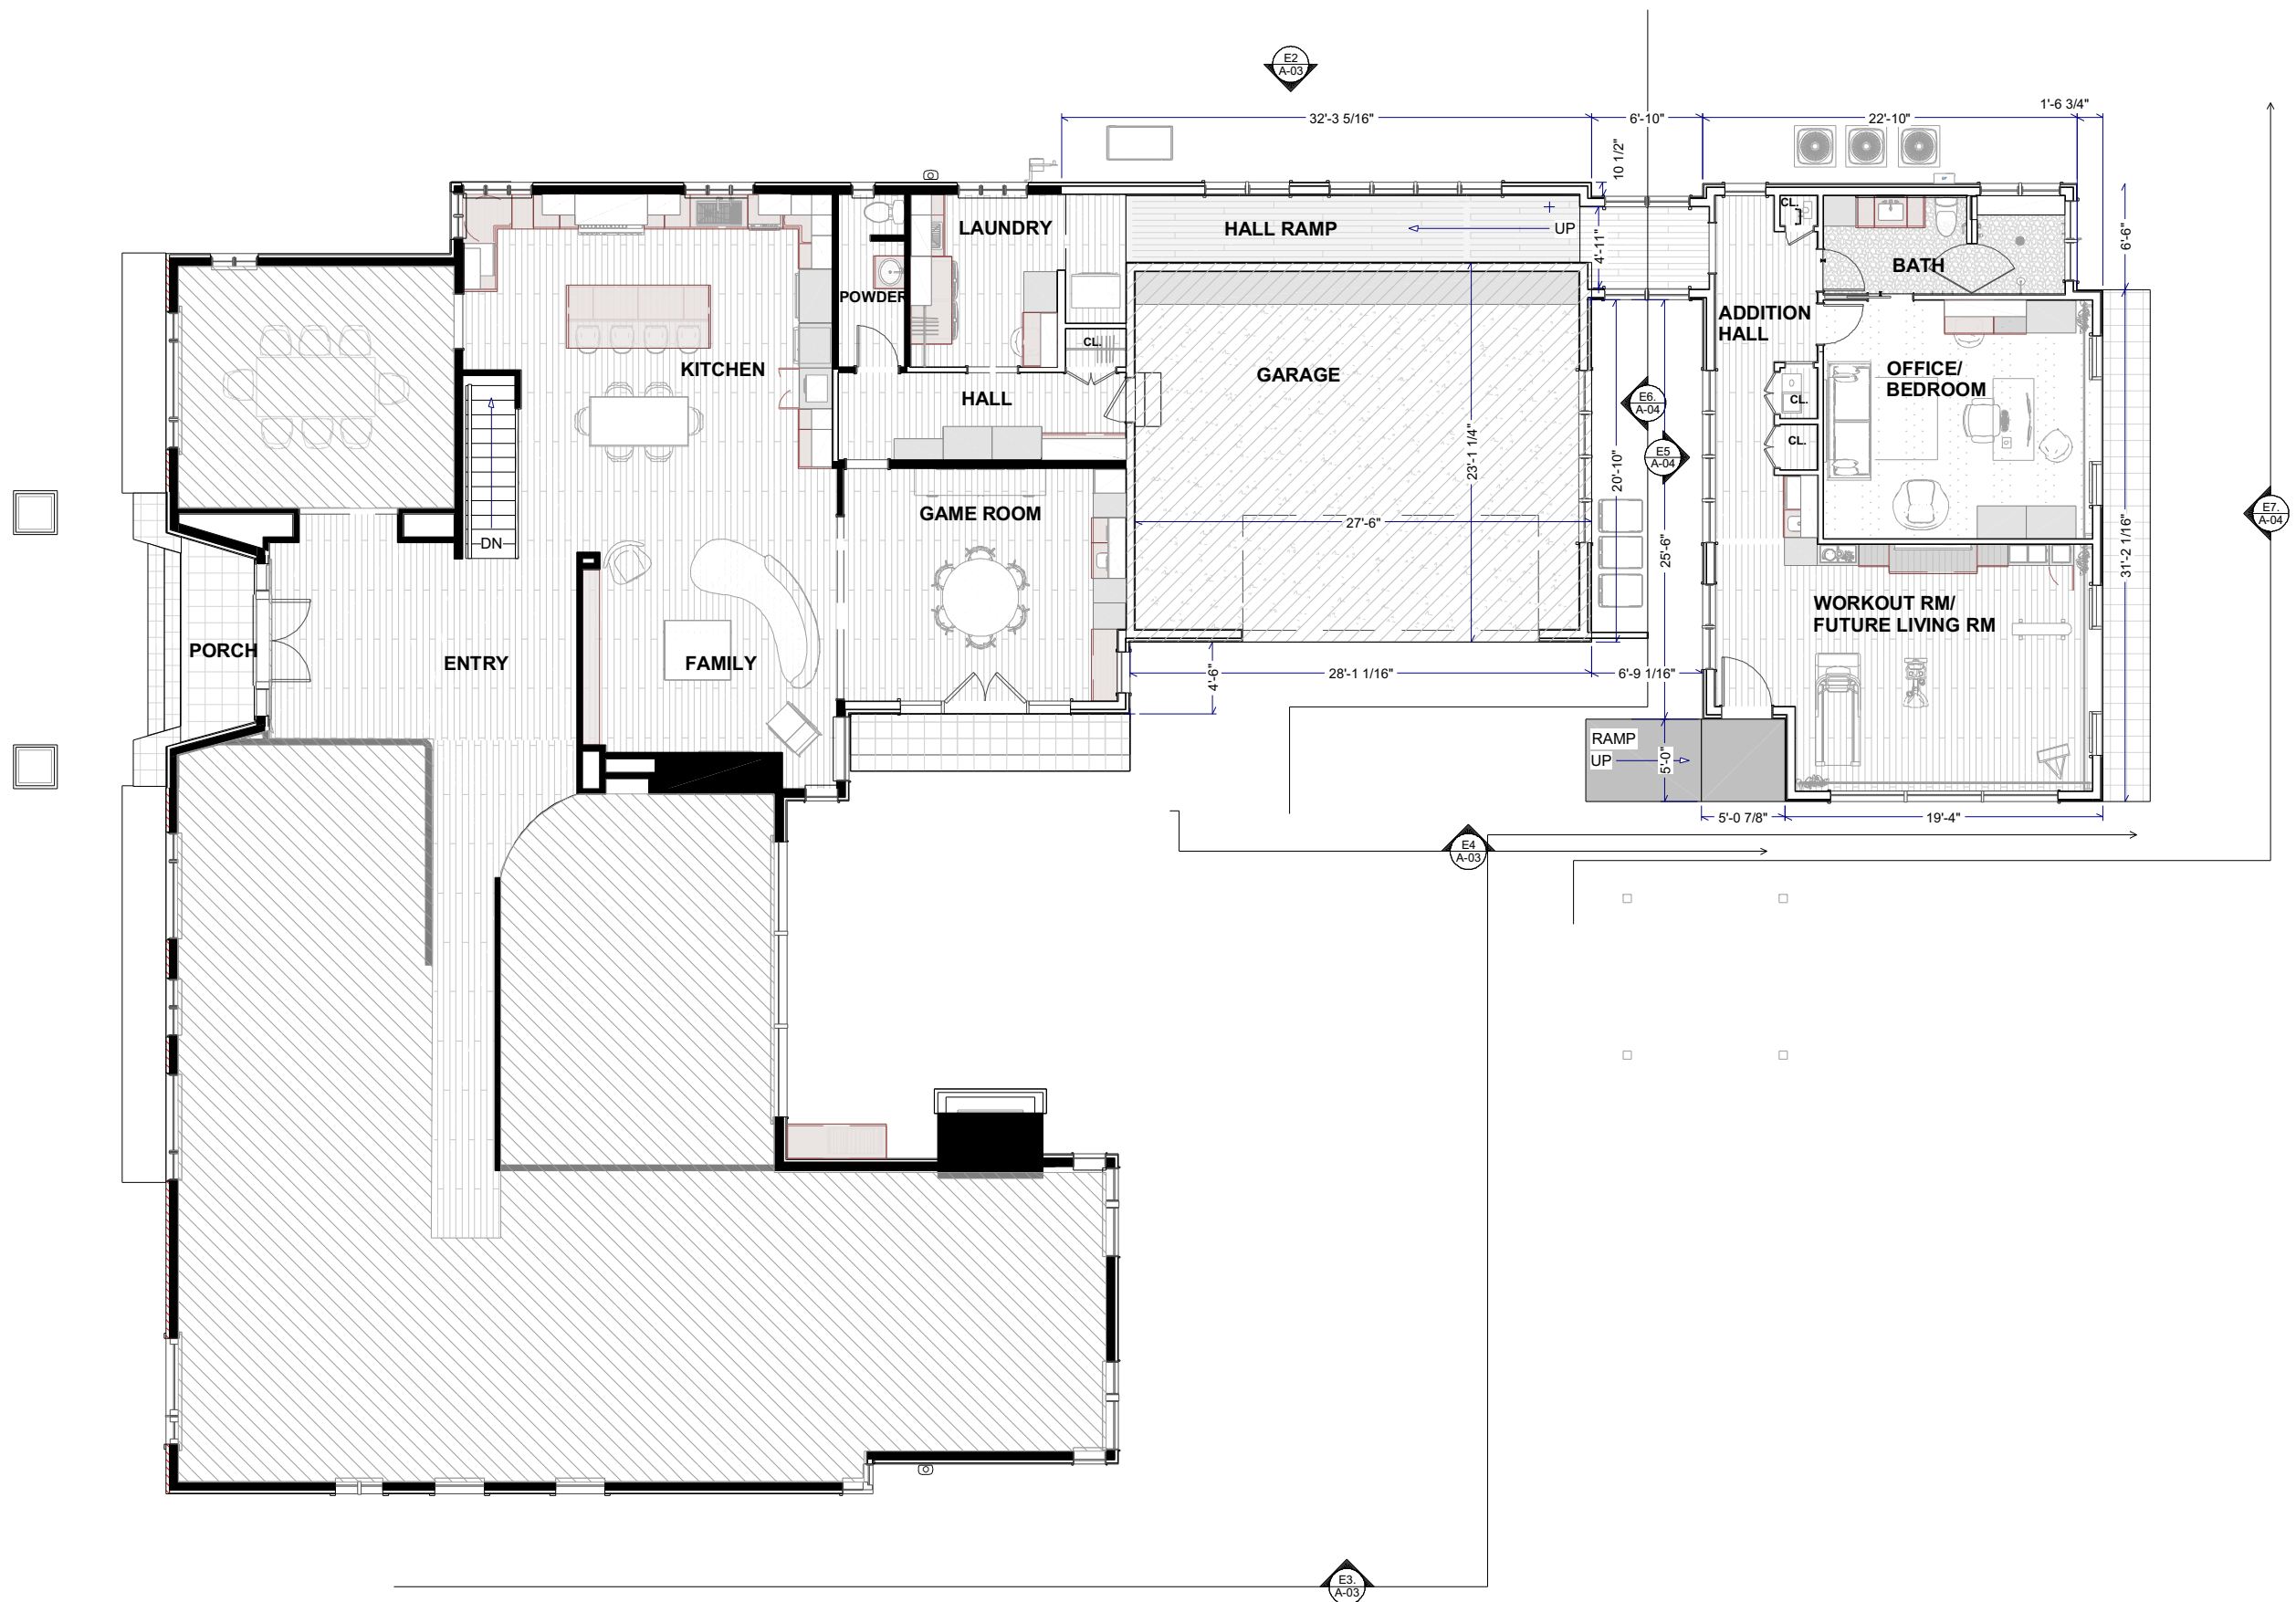 E2
A-03
1'-6 3/4"
32'-3 5/16"
6'-10"
22'-10"
10 1/2"
CL.
LAUNDRY
HALL RAMP
UP
4'-11"
6'-6"
BATH
POWDER
ADDITION
HALL
CL.
KITCHEN
GARAGE
OFFICE/
BEDROOM
HALL
E6.
A-04
CL.
CL.
23'-1 1/4"
E5
A-04
20'-10"
GAME ROOM
27'-6"
E7.
A-04
DN
25'-6"
31'-2 1/16"
WORKOUT RM/
FUTURE LIVING RM
PORCH
ENTRY
FAMILY
4'-6"
28'-1 1/16"
6'-9 1/16"
RAMP
UP
5'-0"
5'-0 7/8"
19'-4"
E4
A-03
E3.
A-03